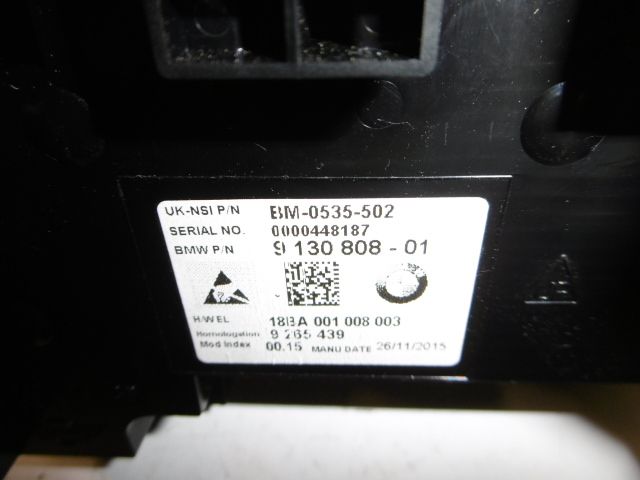 UK-NSI P/N BM-0535-502
SERIAL NO. 0000448187
BMW P/N 9 130 808 - 01
H/W EL 18BA 001 008 003
Homologation 9 265 439
Mod Index 00.15 MANU DATE 26/11/2015